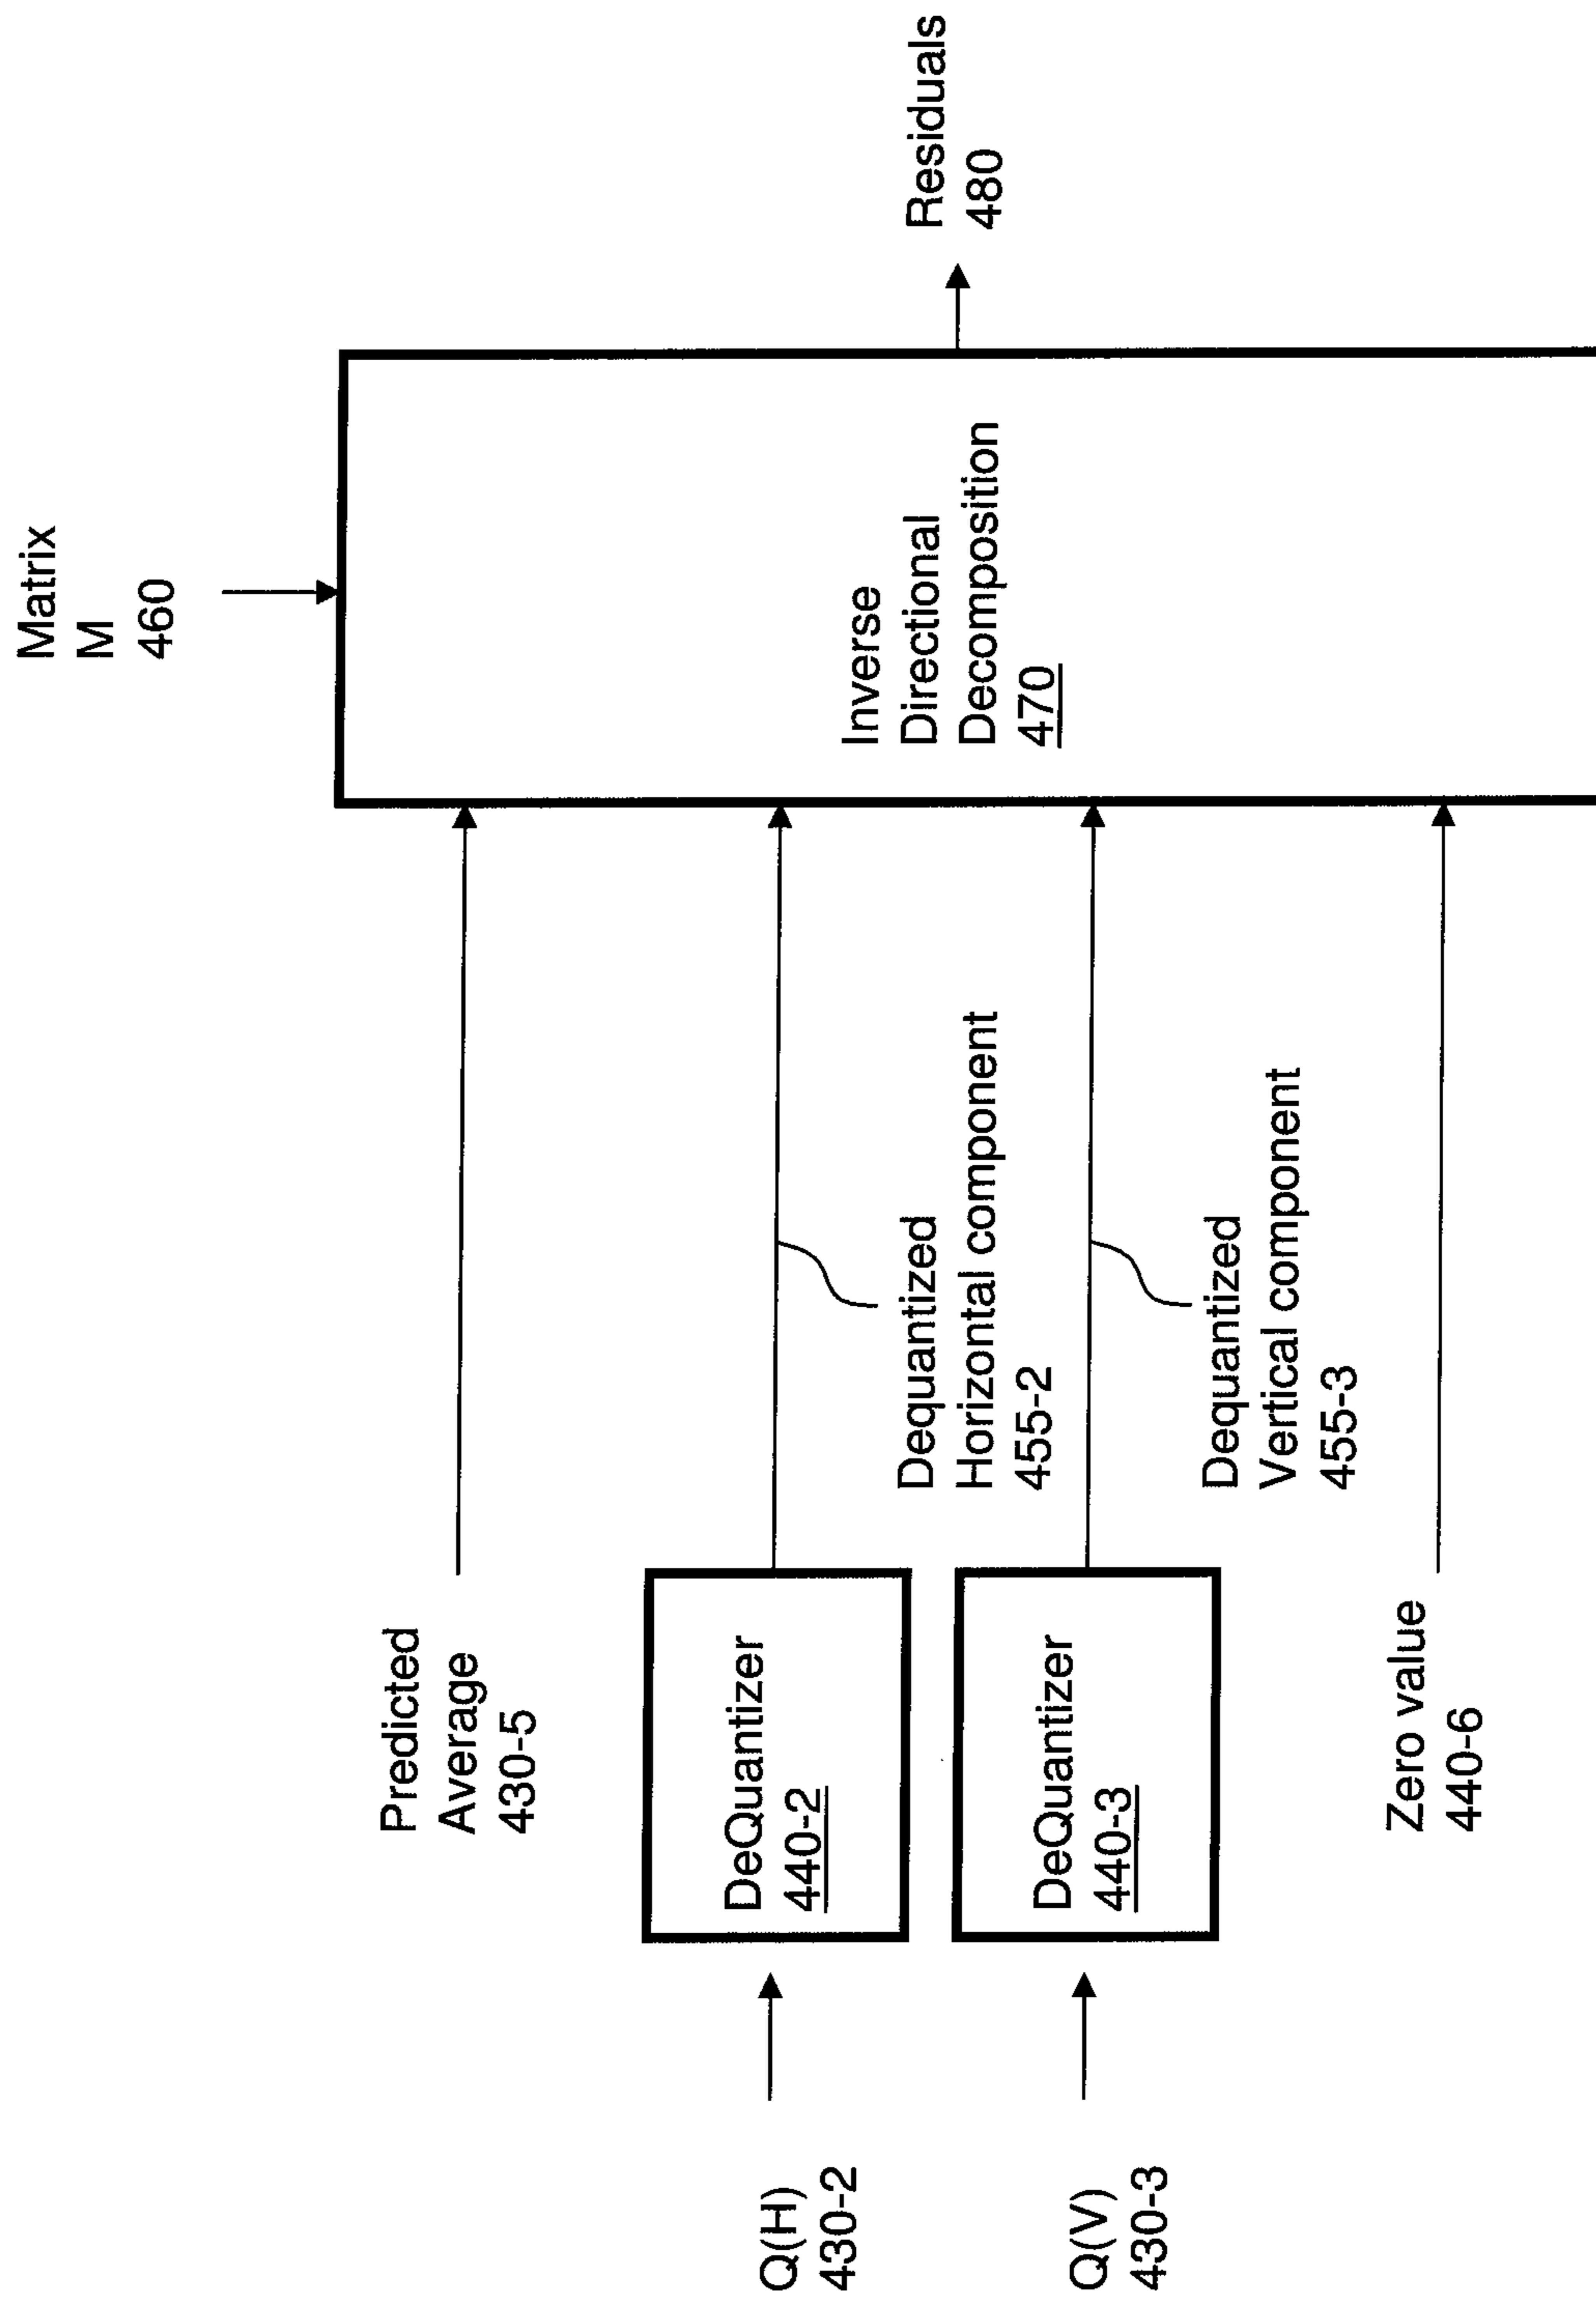 Matrix
M
460
Predicted
Average
430-5
Q(H)
430-2
DeQuantizer
440-2
Dequantized
Horizontal component
455-2
Inverse
Directional
Decomposition
470
Residuals
480
Q(V)
430-3
DeQuantizer
440-3
Dequantized
Vertical component
455-3
Zero value
440-6